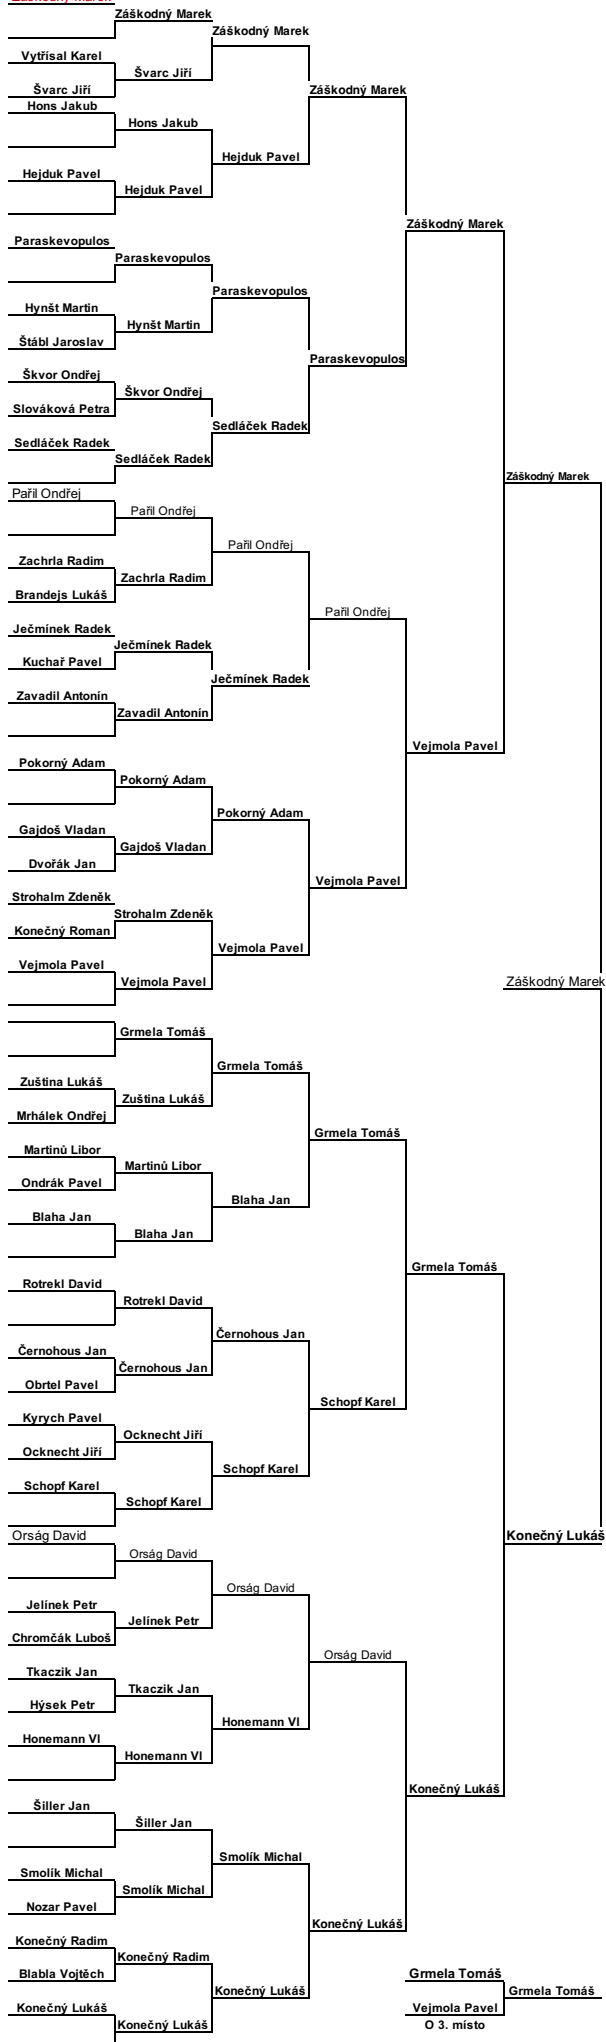 Záškodný Marek
Záškodný Marek
Záškodný Marek
Vytřísal Karel
Švarc Jiří
Švarc Jiří
Záškodný Marek
Hons Jakub
Hons Jakub
Hejduk Pavel
Hejduk Pavel
Hejduk Pavel
Záškodný Marek
Paraskevopulos
Paraskevopulos
Paraskevopulos
Hynšt Martin
Hynšt Martin
Štábl Jaroslav
Paraskevopulos
Škvor Ondřej
Škvor Ondřej
Slováková Petra
Sedláček Radek
Sedláček Radek
Sedláček Radek
Záškodný Marek
Pařil Ondřej
Pařil Ondřej
Pařil Ondřej
Zachrla Radim
Zachrla Radim
Brandejs Lukáš
Pařil Ondřej
Ječmínek Radek
Ječmínek Radek
Kuchař Pavel
Ječmínek Radek
Zavadil Antonín
Zavadil Antonín
Vejmola Pavel
Pokorný Adam
Pokorný Adam
Pokorný Adam
Gajdoš Vladan
Gajdoš Vladan
Dvořák Jan
Vejmola Pavel
Strohalm Zdeněk
Strohalm Zdeněk
Konečný Roman
Vejmola Pavel
Vejmola Pavel
Vejmola Pavel
Záškodný Marek
Grmela Tomáš
Grmela Tomáš
Zuština Lukáš
Zuština Lukáš
Mrhálek Ondřej
Grmela Tomáš
Martinů Libor
Martinů Libor
Ondrák Pavel
Blaha Jan
Blaha Jan
Blaha Jan
Grmela Tomáš
Rotrekl David
Rotrekl David
Černohous Jan
Černohous Jan
Černohous Jan
Obrtel Pavel
Schopf Karel
Kyrych Pavel
Ocknecht Jiří
Ocknecht Jiří
Schopf Karel
Schopf Karel
Schopf Karel
Orság David
Konečný Lukáš
Orság David
Orság David
Jelínek Petr
Jelínek Petr
Chromčák Luboš
Orság David
Tkaczik Jan
Tkaczik Jan
Hýsek Petr
Honemann Vl
Honemann Vl
Honemann Vl
Konečný Lukáš
Šiller Jan
Šiller Jan
Smolík Michal
Smolík Michal
Smolík Michal
Nozar Pavel
Konečný Lukáš
Konečný Radim
Konečný Radim
Blabla Vojtěch
Konečný Lukáš
Konečný Lukáš
Konečný Lukáš
Grmela Tomáš
Grmela Tomáš
Vejmola Pavel
O 3. místo